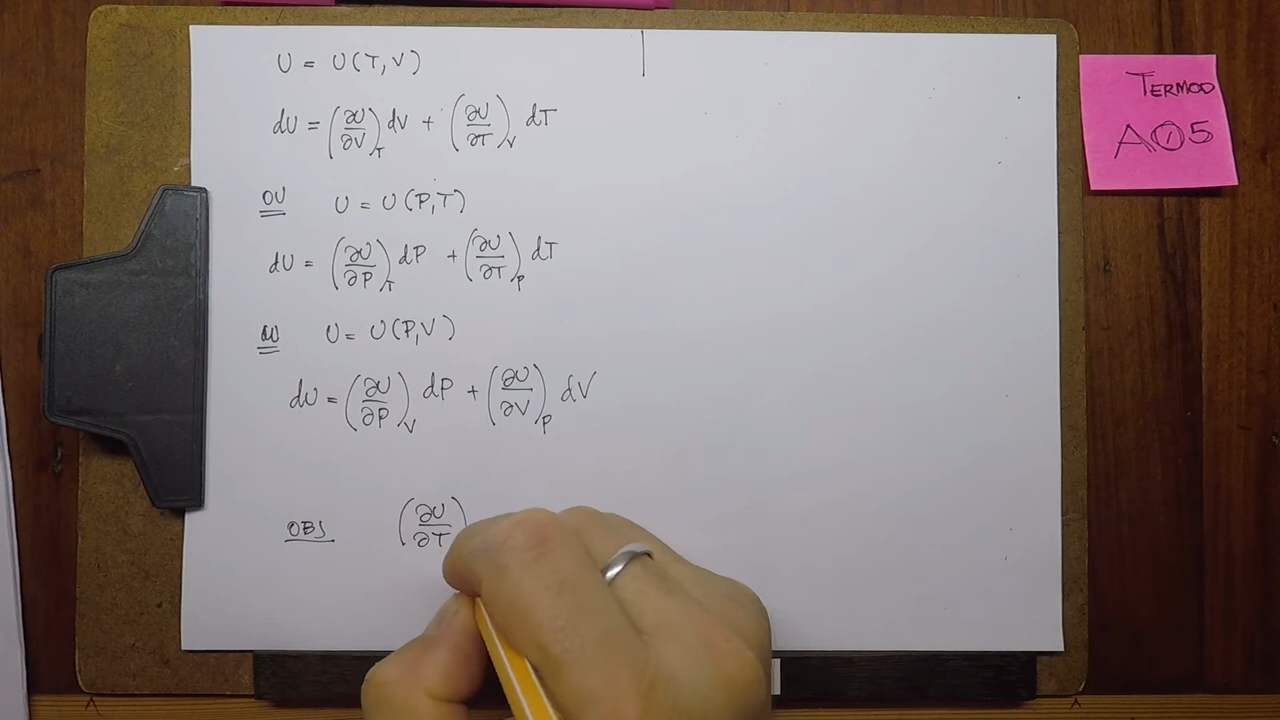 U = U(T,V)
dU = (∂U/∂V)_T dV + (∂U/∂T)_V dT
OU U = U(P,T)
dU = (∂U/∂P)_T dP + (∂U/∂T)_P dT
OU U = U(P,V)
dU = (∂U/∂P)_V dP + (∂U/∂V)_P dV
OBS (∂U/∂T)
TERMOD
A05